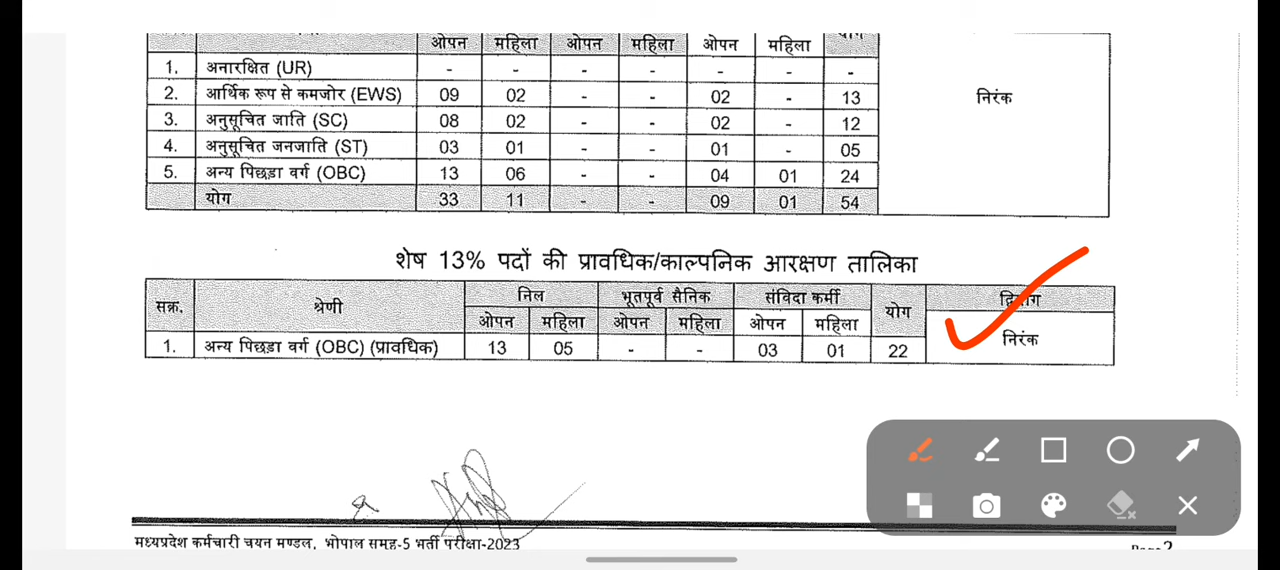 ओपन महिला ओपन महिला ओपन महिला
1. अनारक्षित (UR) - - - - - - -
2. आर्थिक रूप से कमजोर (EWS) 09 02 - - 02 - 13 निरंक
3. अनुसूचित जाति (SC) 08 02 - - 02 - 12
4. अनुसूचित जनजाति (ST) 03 01 - - 01 - 05
5. अन्य पिछड़ा वर्ग (OBC) 13 06 - - 04 01 24
योग 33 11 - - 09 01 54
शेष 13% पदों की प्रावधिक/काल्पनिक आरक्षण तालिका
सक्र. श्रेणी निल भूतपूर्व सैनिक संविदा कर्मी योग
ओपन महिला ओपन महिला ओपन महिला निरंक
1. अन्य पिछड़ा वर्ग (OBC) (प्रावधिक) 13 05 - - 03 01 22
मध्यप्रदेश कर्मचारी चयन मण्डल, भोपाल समूह-5 भर्ती परीक्षा-2023